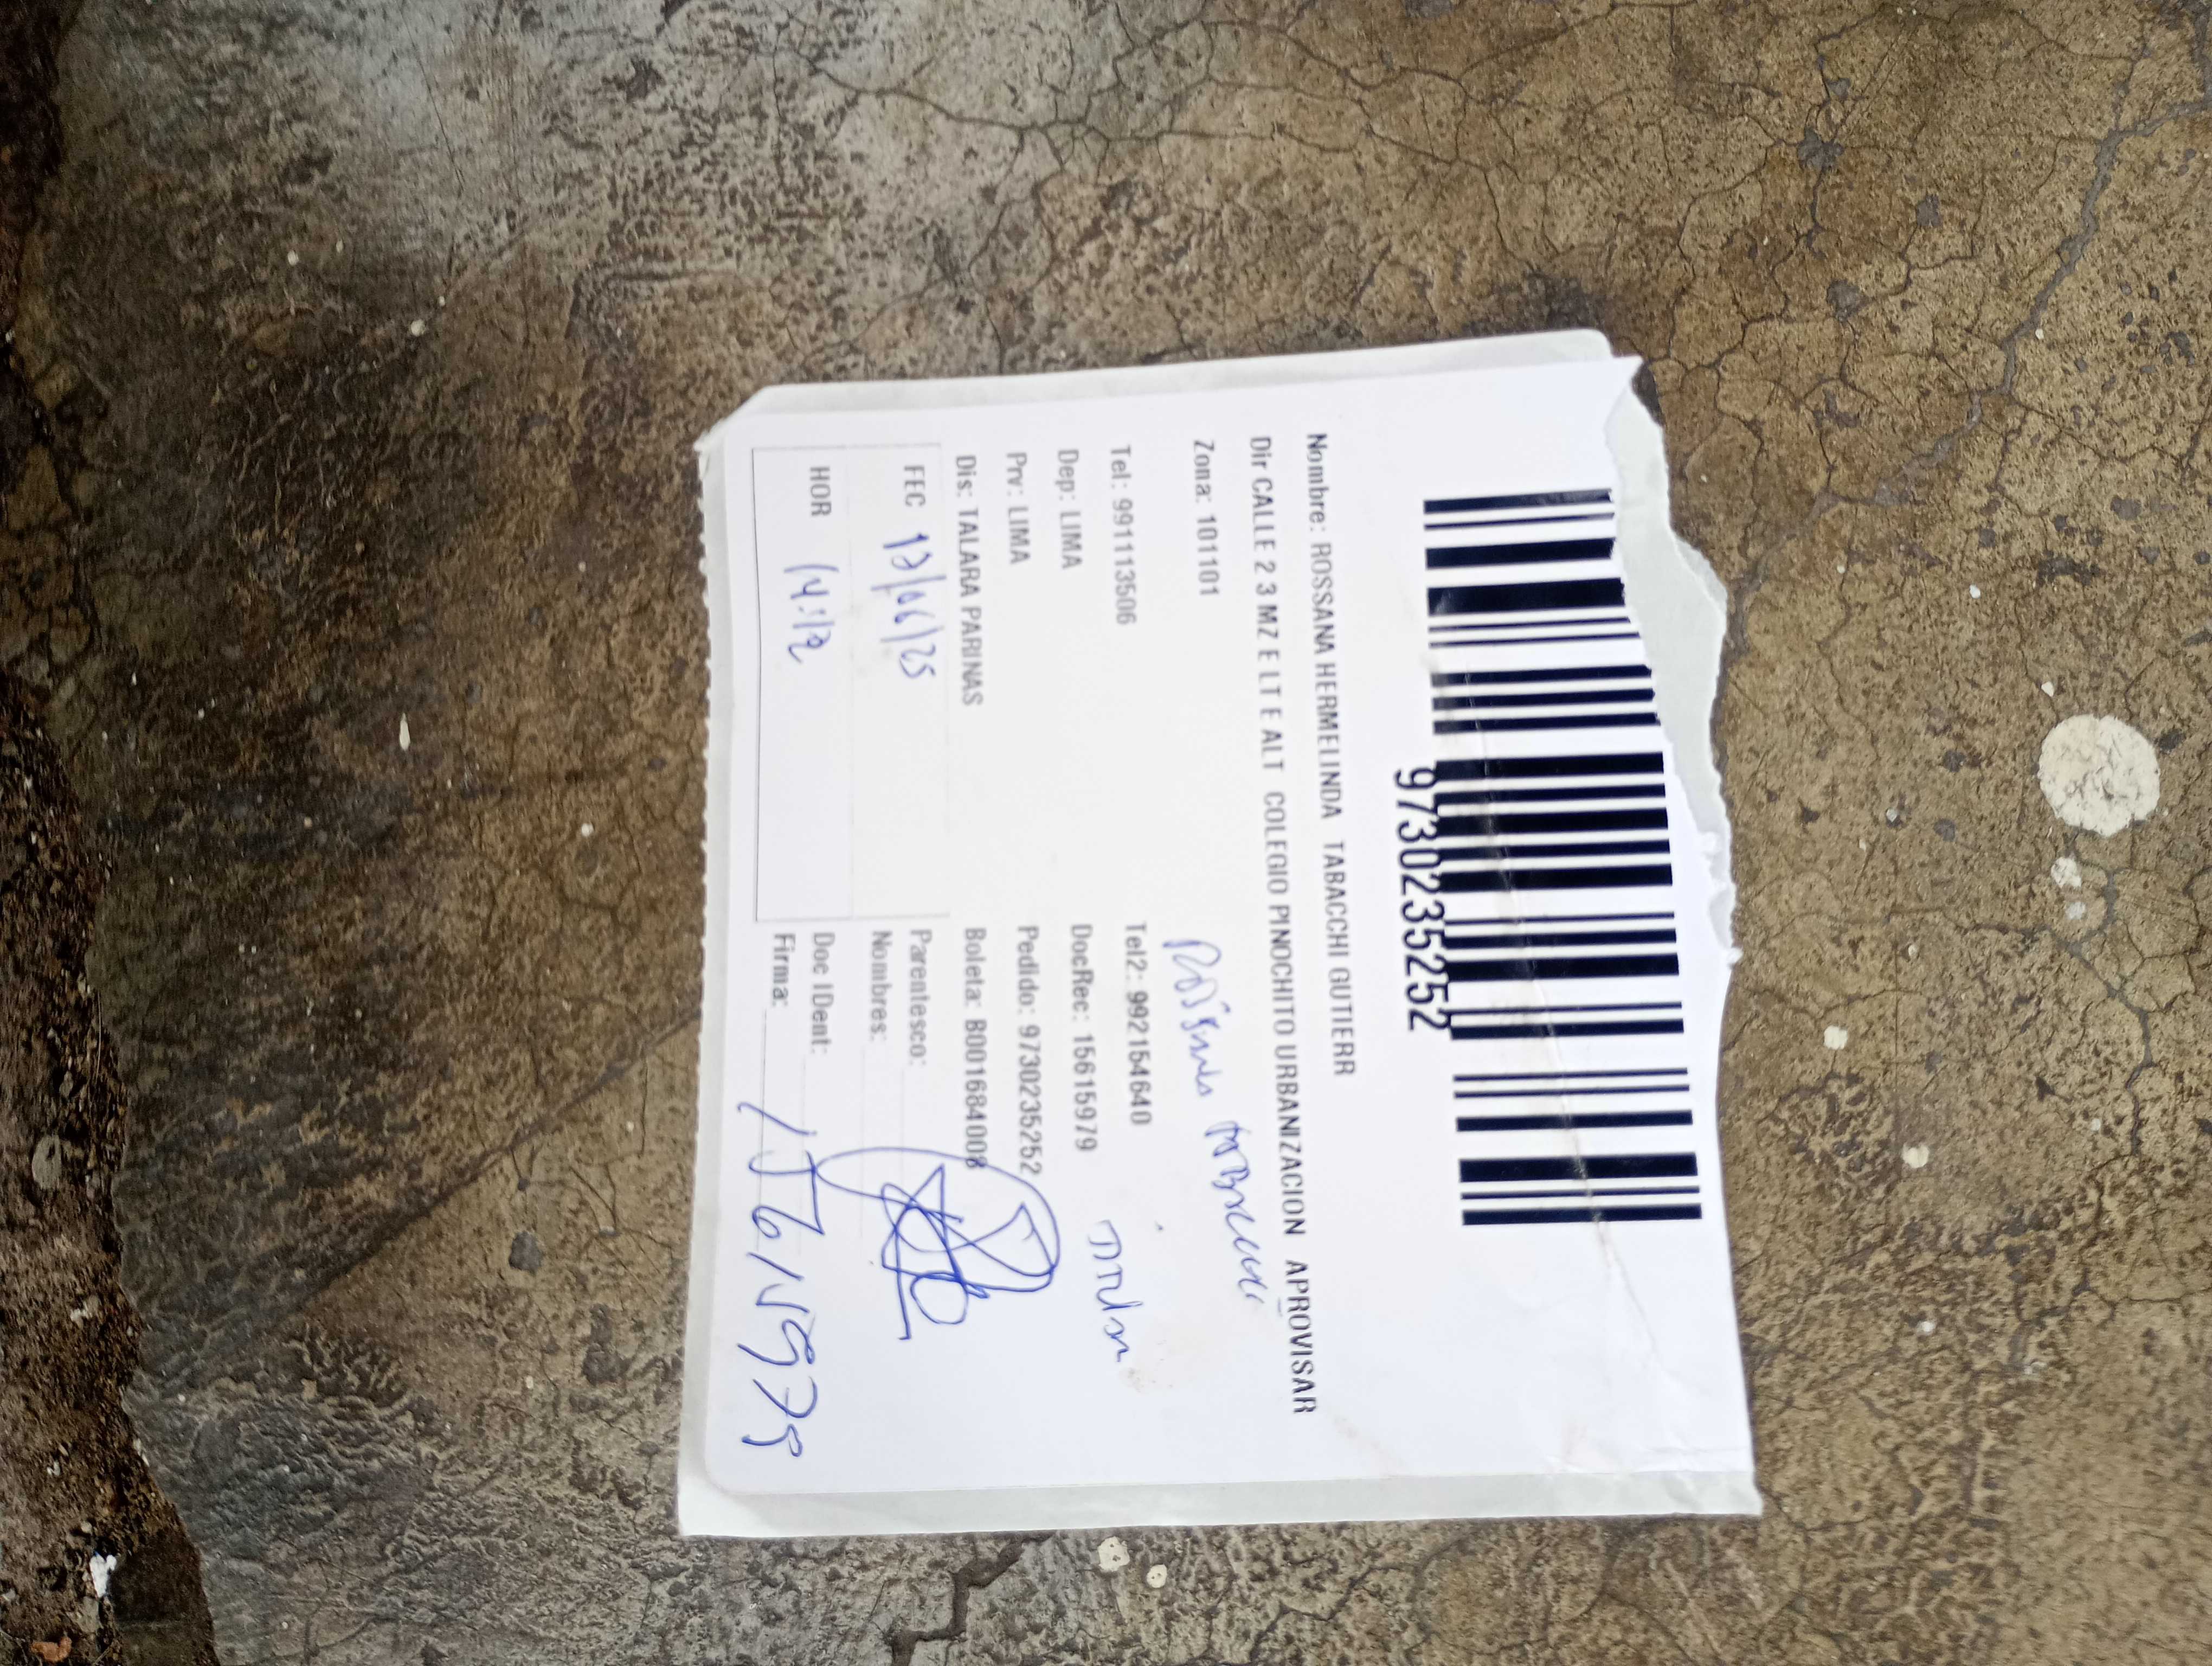 9730235252
Nombre: ROSSANA HERMELINDA TABACCHI GUTIERR
Dir CALLE 2 3 MZ E LT E ALT COLEGIO PINOCHITO URBANIZACION APROVISAR
Zona: 101101
Tel: 991113506 Tel2: 992154640
Dep: LIMA DocRec: 15615979
Prv: LIMA Pedido: 9730235252
Dis: TALARA PARINAS Boleta: B001684008
FEC 12/06/25 Parentesco:
Nombres:
HOR 14:12 Doc IDent:
Firma: 15615979